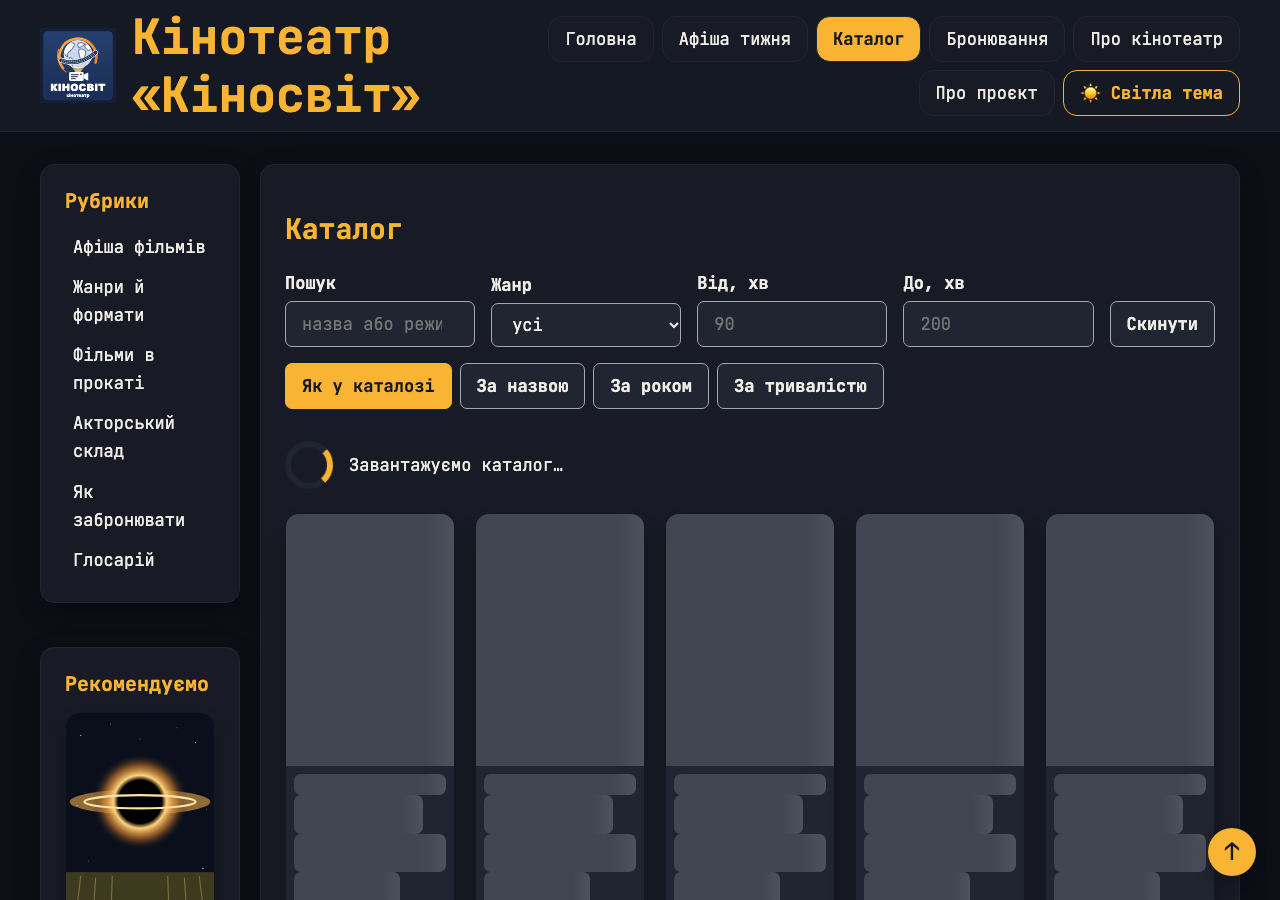 КІНОСВІТ
кінотеатр
Кінотеатр
«Кіносвіт»
Головна
Афіша тижня
Каталог
Бронювання
Про кінотеатр
Про проєкт
☀️ Світла тема
Рубрики
Афіша фільмів
Жанри й
формати
Фільми в
прокаті
Акторський
склад
Як
забронювати
Глосарій
Рекомендуємо
Каталог
Пошук
Жанр
Від, хв
До, хв
назва або режи
усі
90
200
Скинути
Як у каталозі
За назвою
За роком
За тривалістю
Завантажуємо каталог…
↑